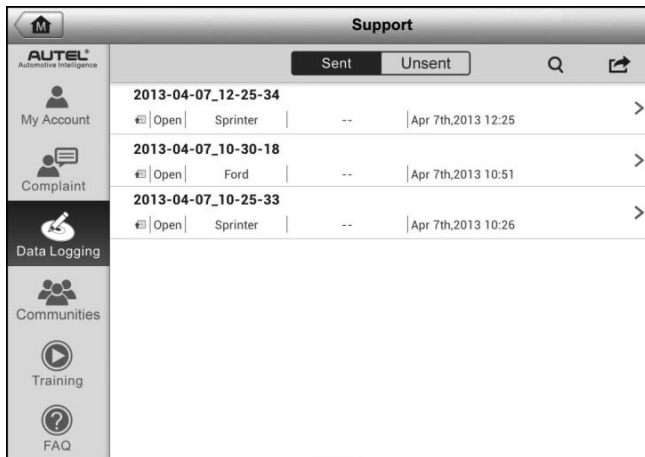 M
Support
AUTEL®
Automotive Intelligence
Sent
Unsent
My Account
Complaint
Data Logging
Communities
Training
?
FAQ
2013-04-07_12-25-34
Open Sprinter -- Apr 7th,2013 12:25
2013-04-07_10-30-18
Open Ford -- Apr 7th,2013 10:51
2013-04-07_10-25-33
Open Sprinter -- Apr 7th,2013 10:26